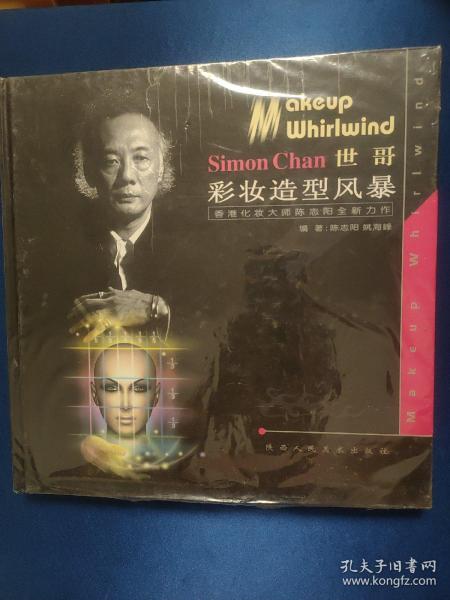 Makeup
Whirlwind
Simon Chan 世哥
彩妆造型风暴
香港化妆大师陈志阳全新力作
编 著:陈志阳 姚海峰
Makeup Whirlwind
陕西人民美术出版社
孔夫子旧书网
www.kongfz.com